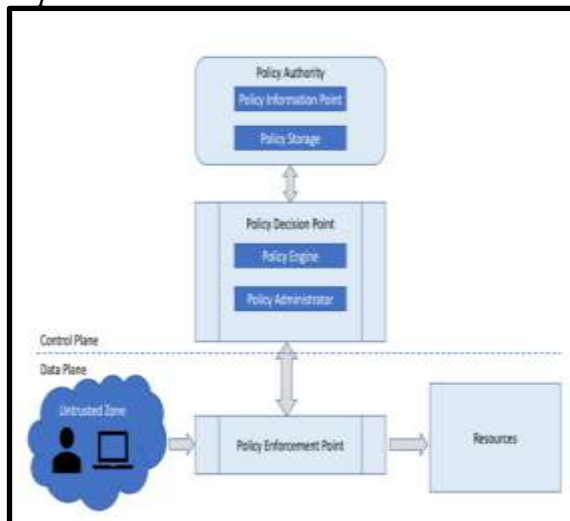 Policy Authority
Policy Information Point
Policy Storage
Policy Decision Point
Policy Engine
Policy Administrator
Control Plane
Data Plane
Untrusted Zone
Policy Enforcement Point
Resources